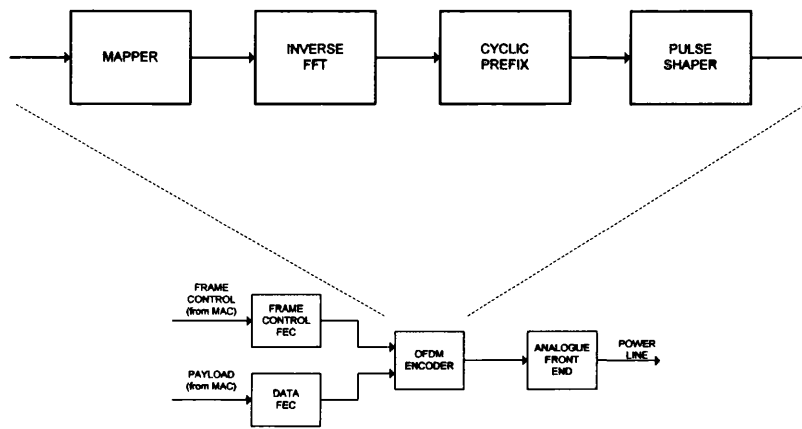 MAPPER
INVERSE
FFT
CYCLIC
PREFIX
PULSE
SHAPER
FRAME
CONTROL
(from MAC)
FRAME
CONTROL
FEC
PAYLOAD
(from MAC)
DATA
FEC
OFDM
ENCODER
ANALOGUE
FRONT
END
POWER
LINE